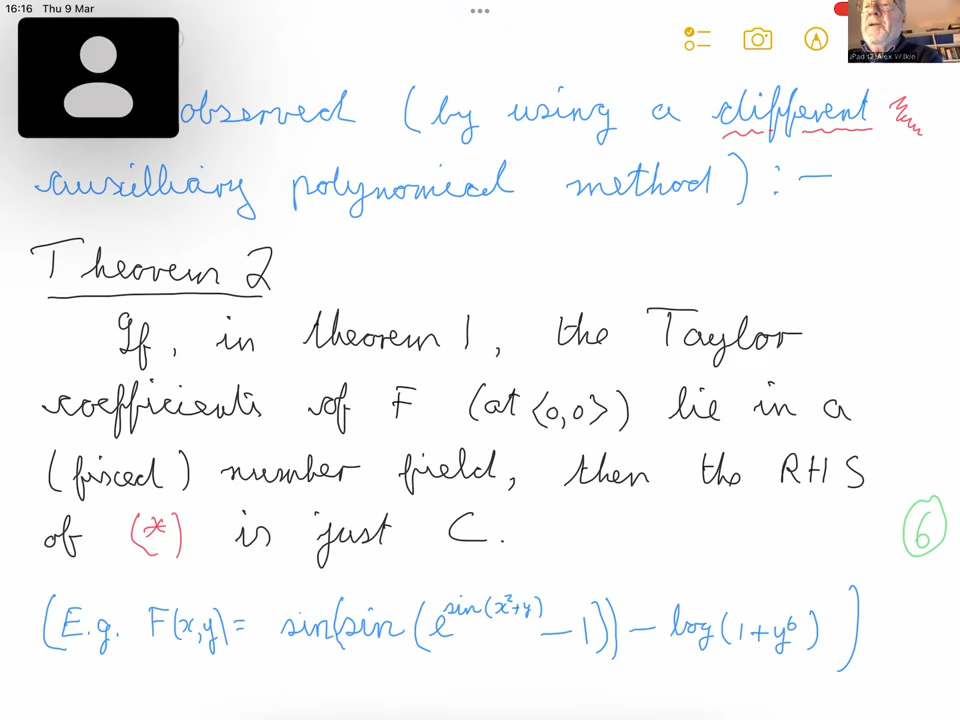 16:16 Thu 9 Mar
iPad (2) Alex Wilkie
observed (by using a different
auxilliary polynomial method) : —
Theorem 2
If, in theorem 1, the Taylor
coefficients of F (at <0,0>) lie in a
(fixed) number field, then the RHS
of (*) is just C.
6
(E.g. F(x,y) = sin(sin(e^{sin(x²+y)} − 1)) − log(1+y⁶))